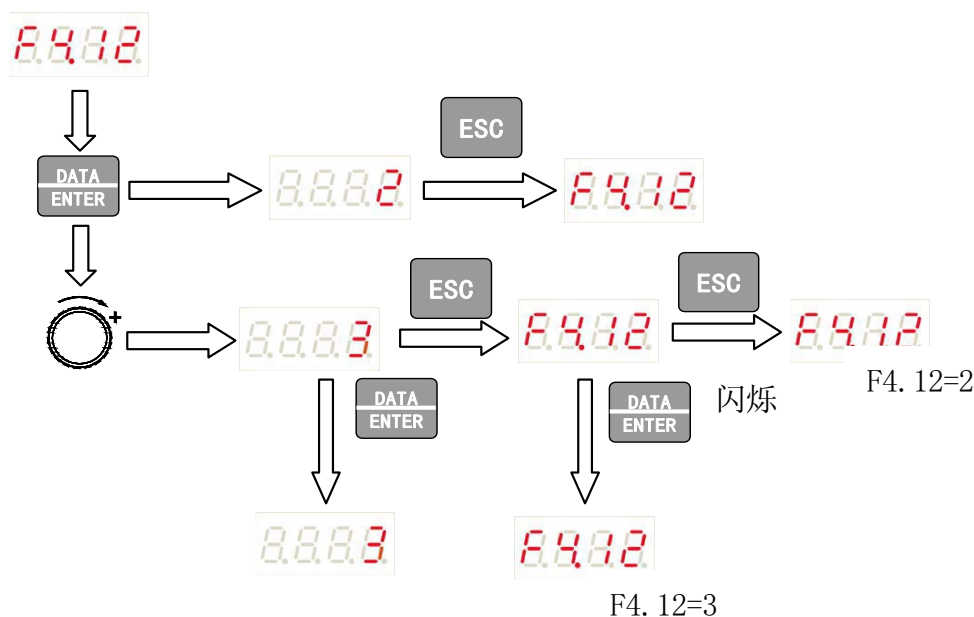 F4.12
ESC
DATA
ENTER
2
F4.12
ESC
ESC
+
3
F4.12
F4.12
F4.12=2
DATA
ENTER
DATA
ENTER
闪烁
3
F4.12
F4.12=3